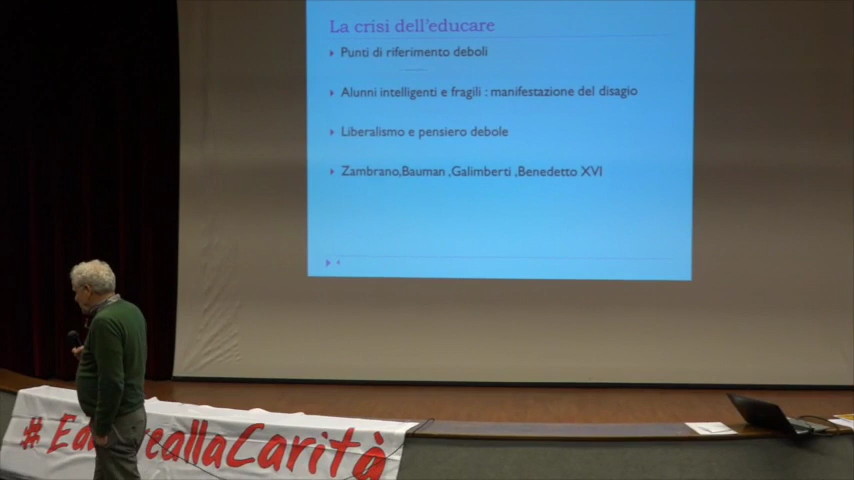 La crisi dell'educare
Punti di riferimento deboli
Alunni intelligenti e fragili : manifestazione del disagio
Liberalismo e pensiero debole
Zambrano,Bauman ,Galimberti ,Benedetto XVI